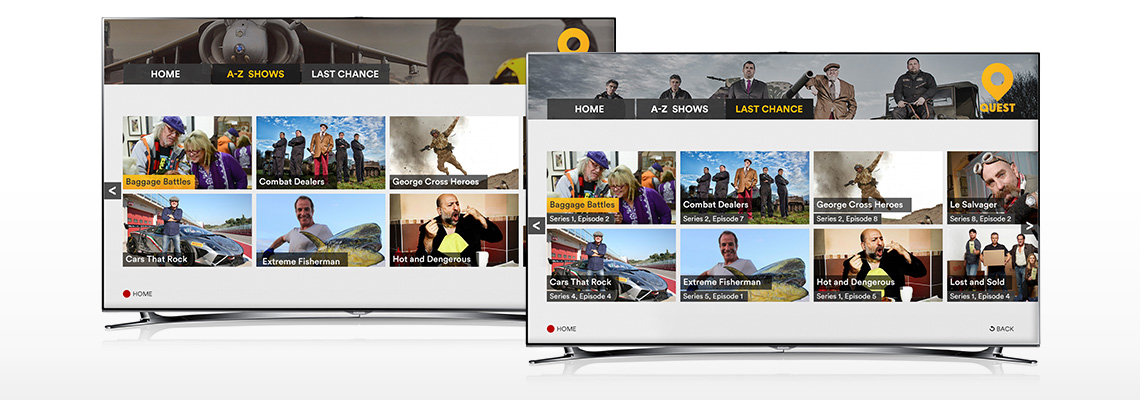 HOME
A-Z SHOWS
LAST CHANCE
<
Baggage Battles
Combat Dealers
George Cross Heroes
Cars That Rock
Extreme Fisherman
Hot and Dengerous
HOME
HOME
A-Z SHOWS
LAST CHANCE
QUEST
<
>
Baggage Battles
Series 1, Episode 2
Combat Dealers
Series 2, Episode 7
George Cross Heroes
Series 2, Episode 8
Le Salvager
Series 8, Episode 2
Cars That Rock
Series 4, Episode 4
Extreme Fisherman
Series 5, Episode 1
Hot and Dengerous
Series 1, Episode 5
Lost and Sold
Series 1, Episode 4
HOME
BACK